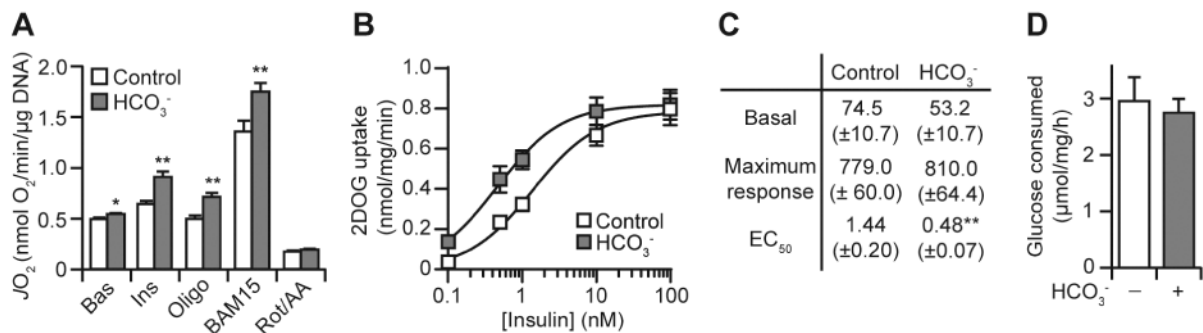 A
JO₂ (nmol O₂/min/µg DNA)
2.0
1.5
1.0
0.5
0
Control
HCO₃⁻
*
**
**
**
Bas
Ins
Oligo
BAM15
Rot/AA
B
2DOG uptake
(nmol/mg/min)
1.0
0.8
0.6
0.4
0.2
0
Control
HCO₃⁻
0.1
1
10
100
[Insulin] (nM)
C
Control HCO₃⁻
Basal 74.5 53.2
(±10.7) (±10.7)
Maximum response 779.0 810.0
(± 60.0) (±64.4)
EC₅₀ 1.44 0.48**
(±0.20) (±0.07)
D
Glucose consumed
(µmol/mg/h)
3
2
1
0
HCO₃⁻ – +